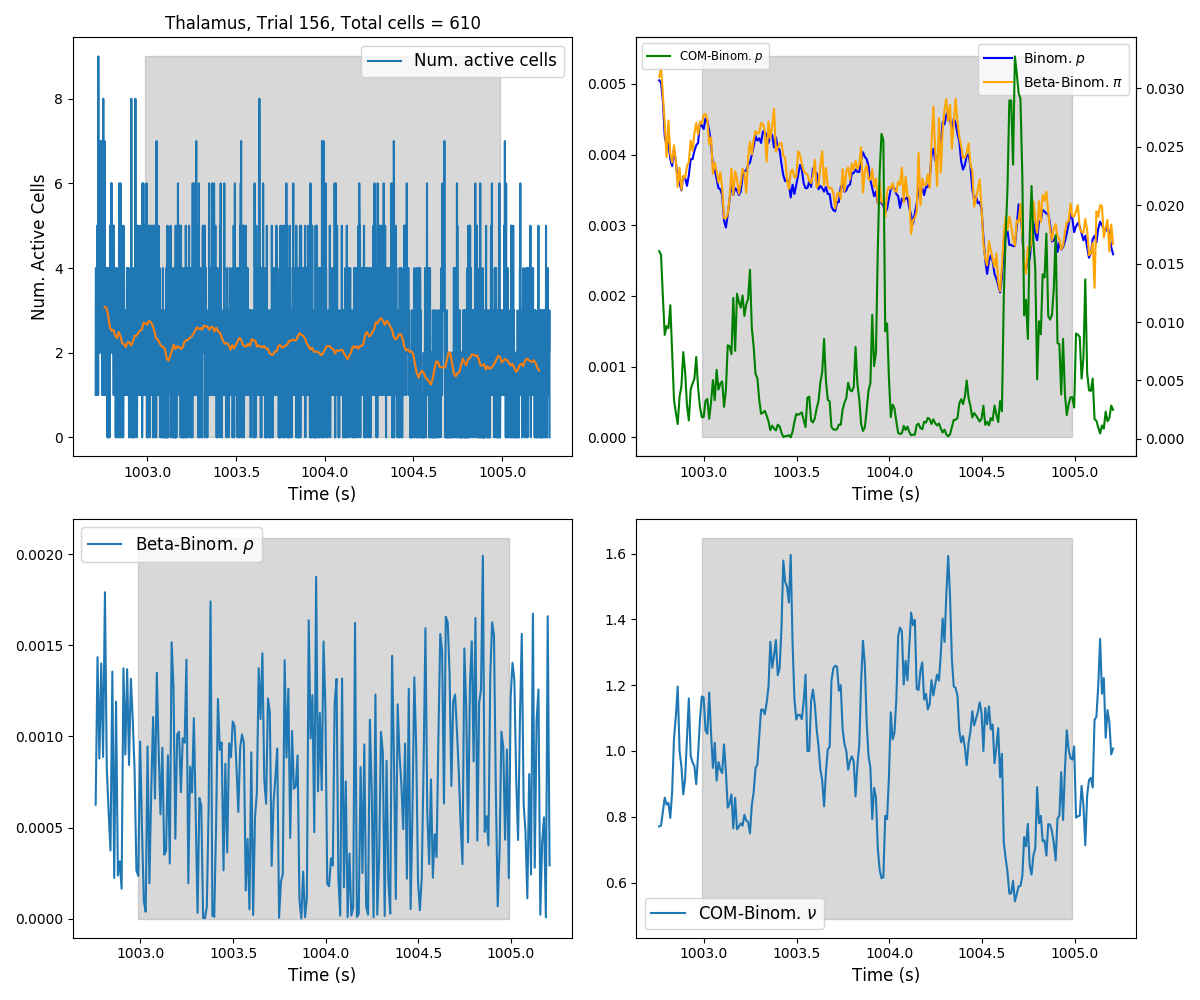 Thalamus, Trial 156, Total cells = 610
Num. active cells
Num. Active Cells
8
6
4
2
0
1003.0 1003.5 1004.0 1004.5 1005.0
Time (s)
COM-Binom. p
Binom. p
Beta-Binom. π
0.005
0.004
0.003
0.002
0.001
0.000
0.030
0.025
0.020
0.015
0.010
0.005
0.000
1003.0 1003.5 1004.0 1004.5 1005.0
Time (s)
Beta-Binom. ρ
0.0020
0.0015
0.0010
0.0005
0.0000
1003.0 1003.5 1004.0 1004.5 1005.0
Time (s)
1.6
1.4
1.2
1.0
0.8
0.6
COM-Binom. ν
1003.0 1003.5 1004.0 1004.5 1005.0
Time (s)